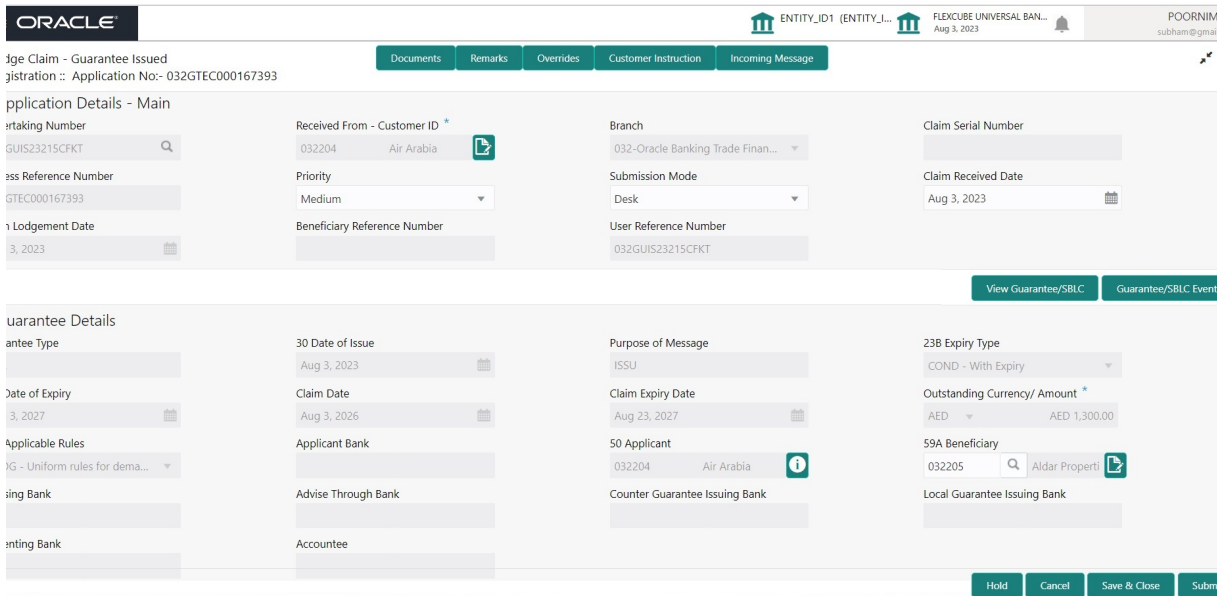 ORACLE
ENTITY_ID1 (ENTITY_I...
FLEXCUBE UNIVERSAL BAN...
Aug 3, 2023
POORNIM
subham@gmai
dge Claim - Guarantee Issued
gistration :: Application No:- 032GTEC000167393
Documents
Remarks
Overrides
Customer Instruction
Incoming Message
pplication Details - Main
ertaking Number
Received From - Customer ID *
Branch
Claim Serial Number
GUIS23215CFKT
032204 Air Arabia
032-Oracle Banking Trade Finan...
ess Reference Number
Priority
Submission Mode
Claim Received Date
GTEC000167393
Medium
Desk
Aug 3, 2023
n Lodgement Date
Beneficiary Reference Number
User Reference Number
3, 2023
032GUIS23215CFKT
View Guarantee/SBLC
Guarantee/SBLC Event
uarantee Details
antee Type
30 Date of Issue
Purpose of Message
23B Expiry Type
Aug 3, 2023
ISSU
COND - With Expiry
Date of Expiry
Claim Date
Claim Expiry Date
Outstanding Currency/ Amount *
3, 2027
Aug 3, 2026
Aug 23, 2027
AED AED 1,300.00
Applicable Rules
Applicant Bank
50 Applicant
59A Beneficiary
DG - Uniform rules for dema...
032204 Air Arabia
032205 Aldar Properti
sing Bank
Advise Through Bank
Counter Guarantee Issuing Bank
Local Guarantee Issuing Bank
enting Bank
Accountee
Hold
Cancel
Save & Close
Subm